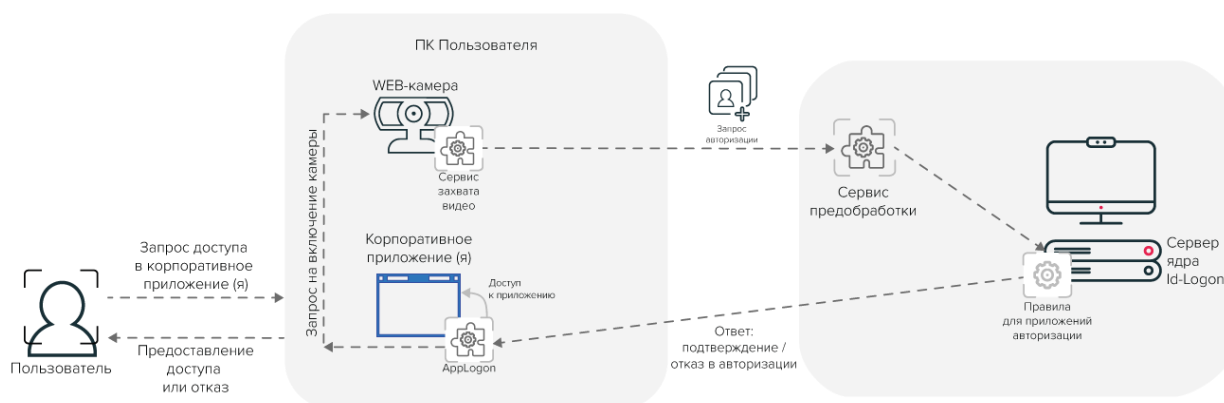 ПК Пользователя
WEB-камера
Сервис
захвата
видео
Запрос на включение камеры
Корпоративное
приложение (я)
Доступ
к приложению
AppLogon
Запрос доступа
в корпоративное
приложение (я)
Пользователь
Предоставление
доступа
или отказ
Запрос
авторизации
Сервис
предобработки
Сервер
ядра
Id-Logon
Правила
для приложений
авторизации
Ответ:
подтверждение /
отказ в авторизации